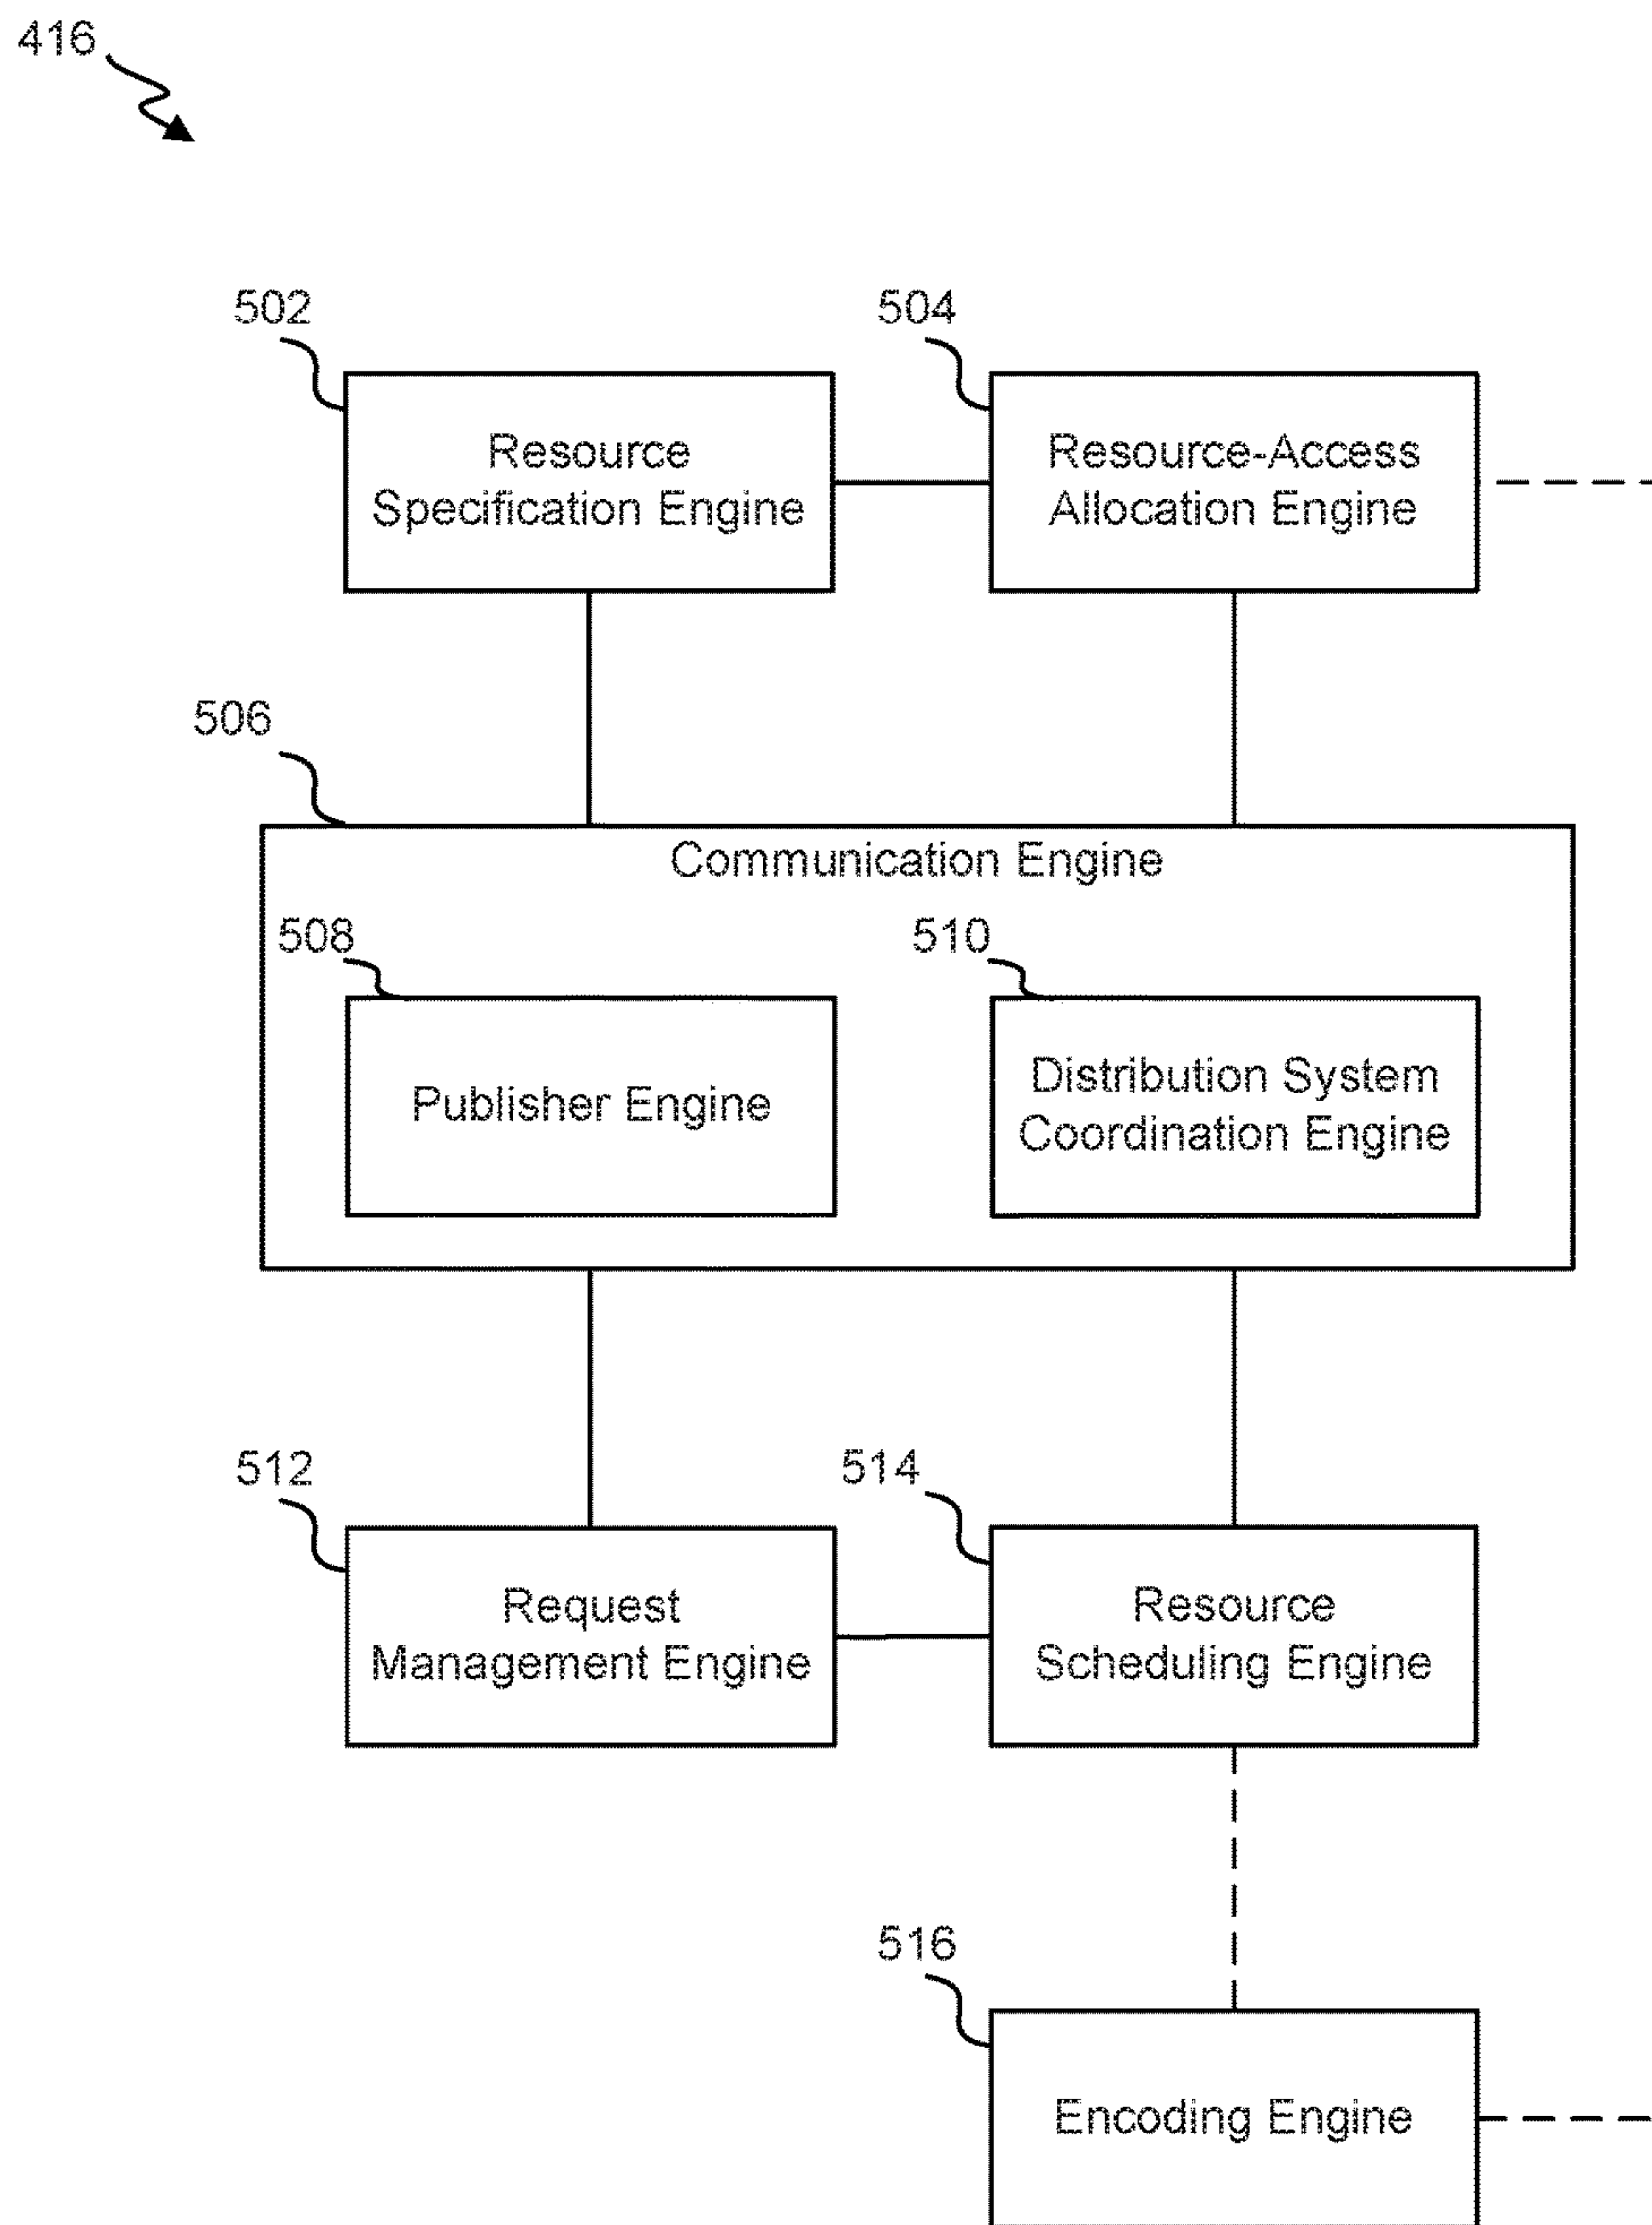 416
502
504
Resource
Specification Engine
Resource-Access
Allocation Engine
506
Communication Engine
508
510
Publisher Engine
Distribution System
Coordination Engine
512
514
Request
Management Engine
Resource
Scheduling Engine
516
Encoding Engine